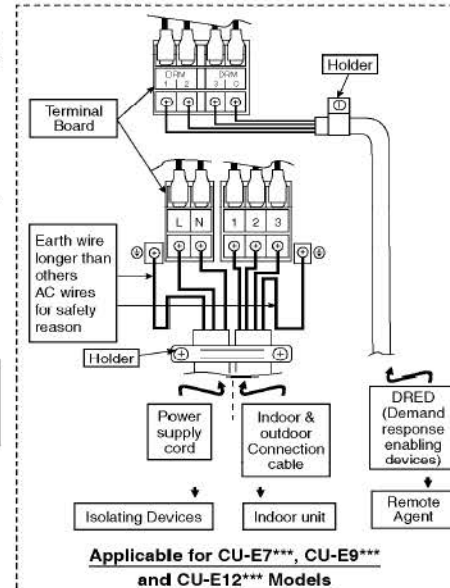 DRM DRM
1 2 3 C
Holder
Terminal
Board
L N 1 2 3
Earth wire
longer than
others
AC wires
for safety
reason
Holder
Power
supply
cord
Indoor &
outdoor
Connection
cable
DRED
(Demand
response
enabling
devices)
Isolating Devices
Indoor unit
Remote
Agent
Applicable for CU-E7***, CU-E9***
and CU-E12*** Models